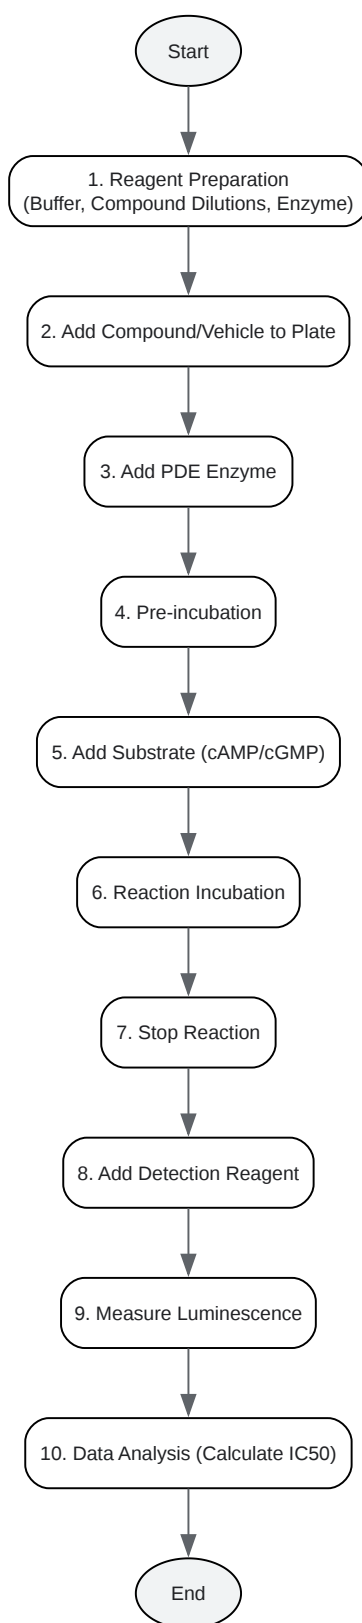 Start
1. Reagent Preparation
(Buffer, Compound Dilutions, Enzyme)
2. Add Compound/Vehicle to Plate
3. Add PDE Enzyme
4. Pre-incubation
5. Add Substrate (cAMP/cGMP)
6. Reaction Incubation
7. Stop Reaction
8. Add Detection Reagent
9. Measure Luminescence
10. Data Analysis (Calculate IC50)
End